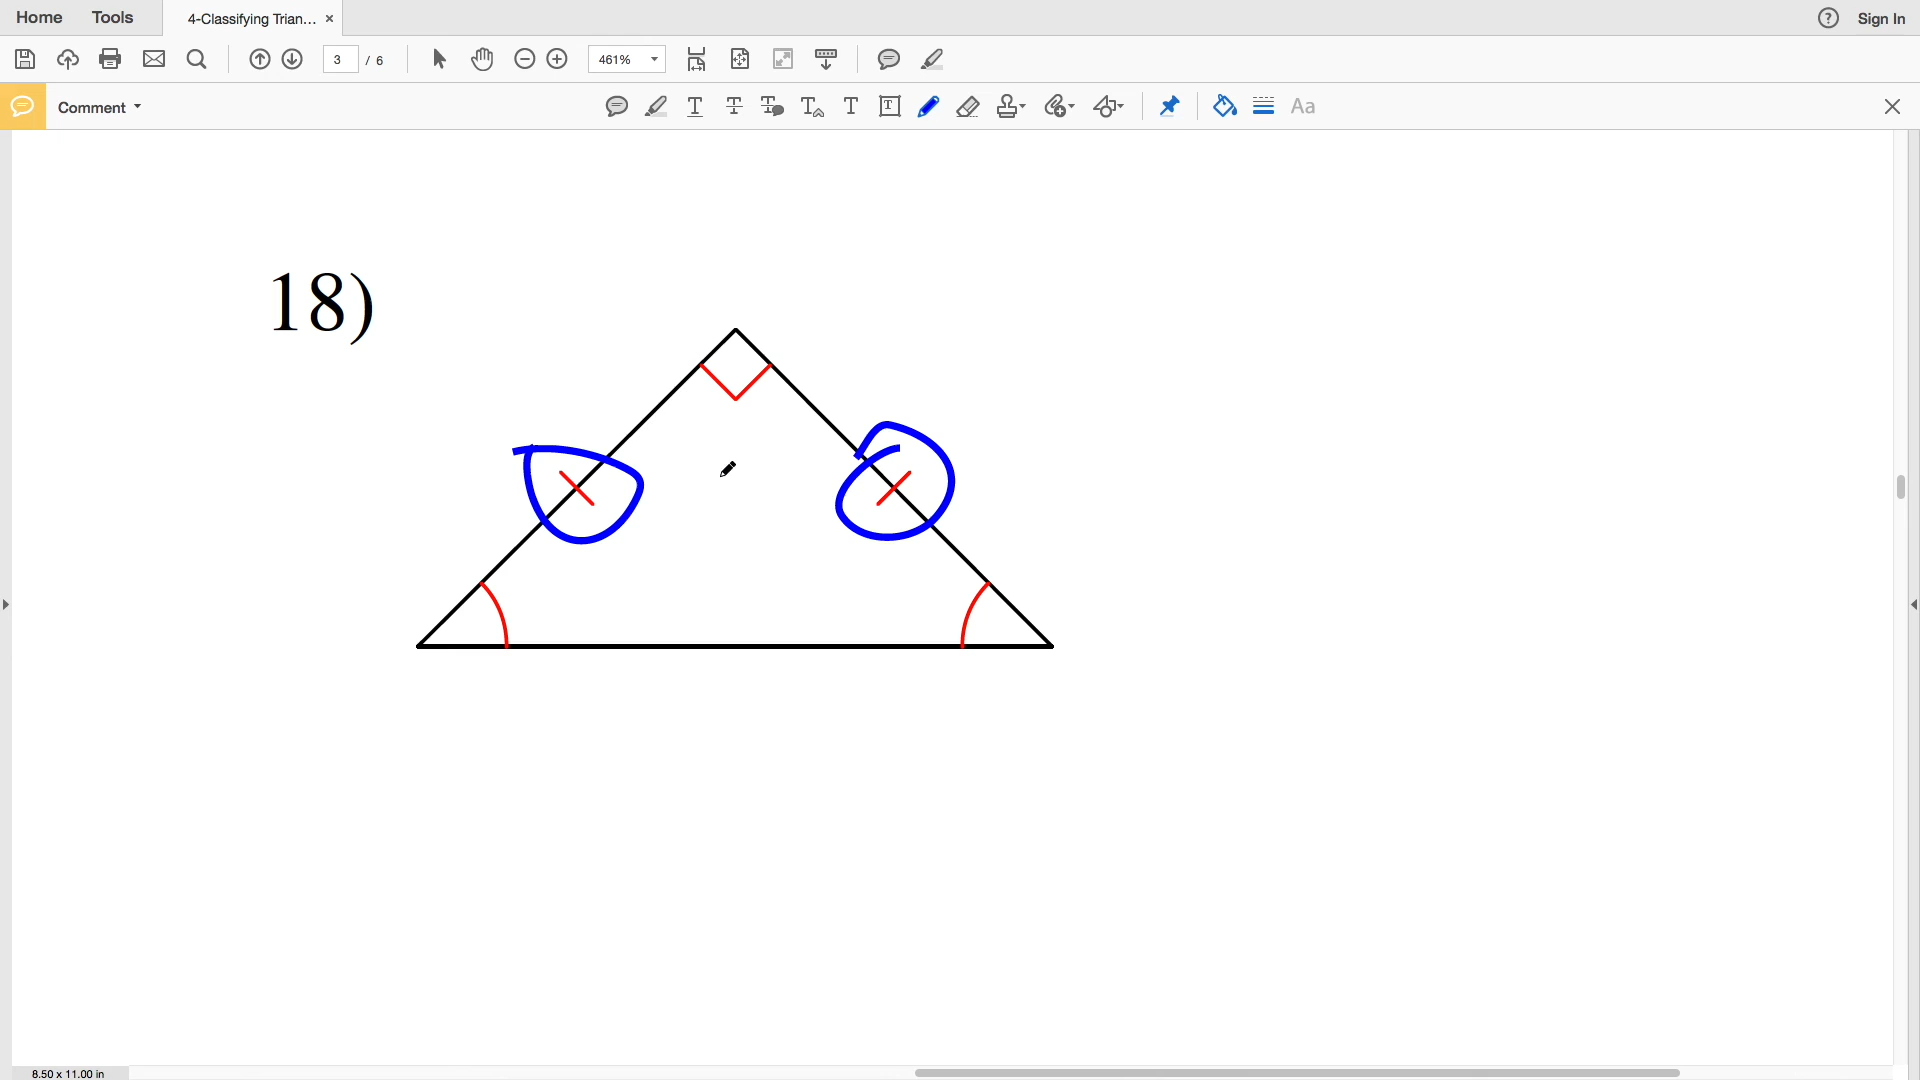 Home Tools 4-Classifying Trian... × ? Sign In
3 / 6 461%
Comment T T T T T T Aa
18)
8.50 x 11.00 in